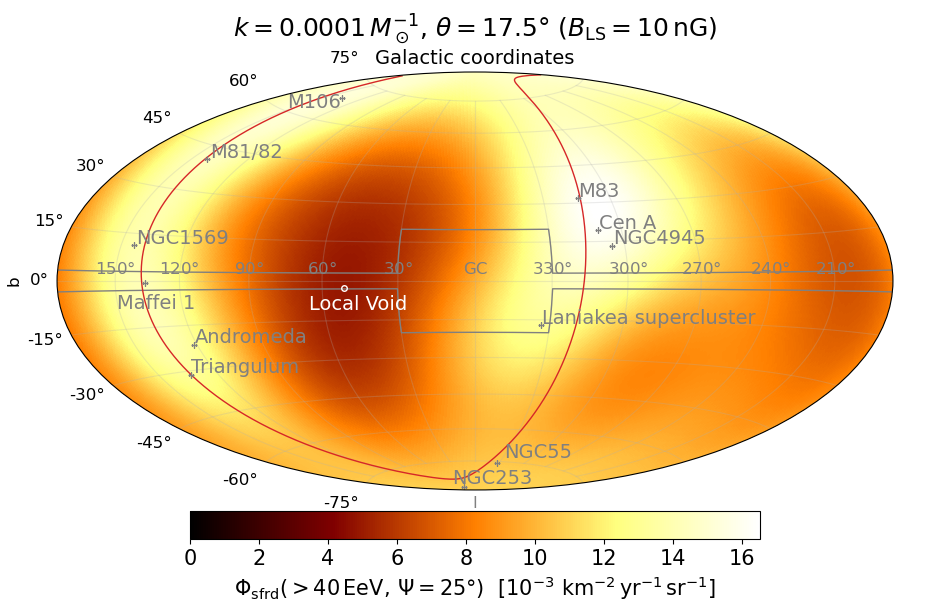 k = 0.0001 M⊙⁻¹, θ = 17.5° (B_LS = 10 nG)
75° Galactic coordinates
60°
M106
45°
M81/82
30°
M83
15°
Cen A
NGC1569
NGC4945
150° 120° 90° 60° 30° GC 330° 300° 270° 240° 210°
b
0°
Maffei 1
Local Void
Laniakea supercluster
-15°
Andromeda
Triangulum
-30°
-45°
NGC55
-60°
NGC253
-75°
l
0 2 4 6 8 10 12 14 16
Φ_sfrd(> 40 EeV, Ψ = 25°) [10⁻³ km⁻² yr⁻¹ sr⁻¹]